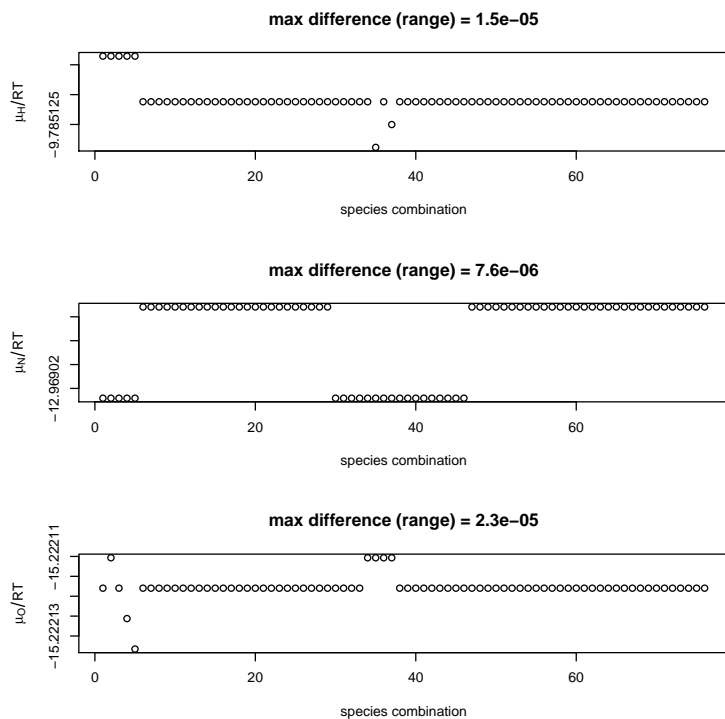 max difference (range) = 1.5e−05
μH/RT
−9.785125
0 20 40 60
species combination
max difference (range) = 7.6e−06
μN/RT
−12.96902
0 20 40 60
species combination
max difference (range) = 2.3e−05
μO/RT
−15.22213 −15.22211
0 20 40 60
species combination